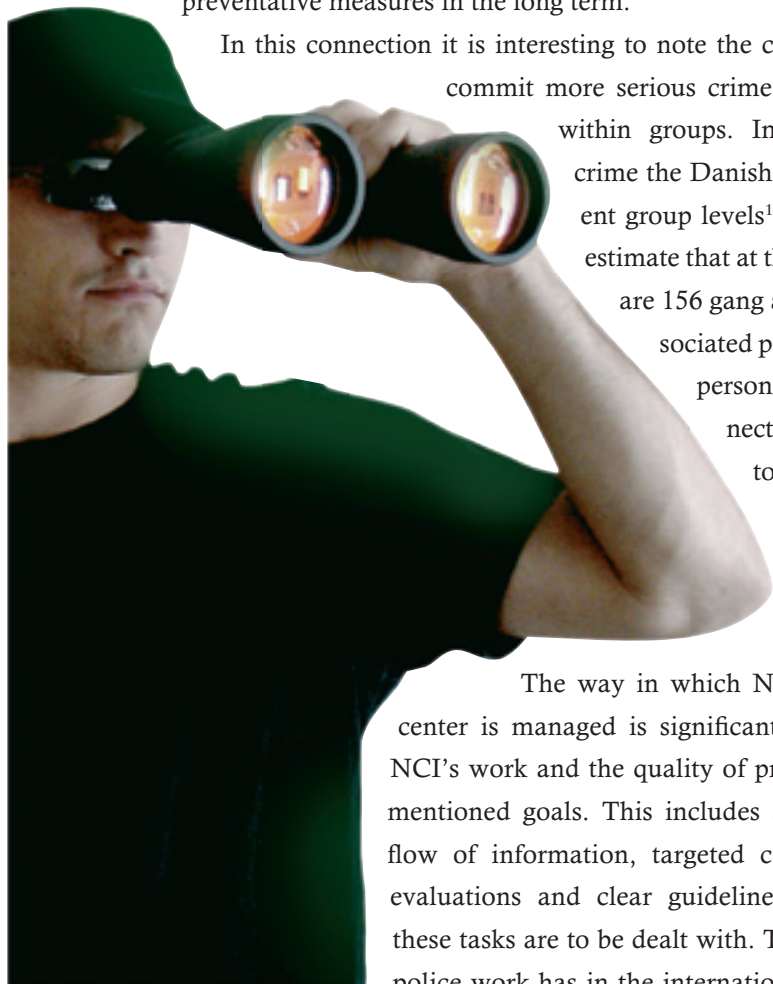 preventative measures in the long term.
In this connection it is interesting to note the c
commit more serious crime
within groups. In
crime the Danish
ent group levels¹
estimate that at t
are 156 gang a
sociated p
person
nect
to
The way in which N
center is managed is significant
NCI's work and the quality of pr
mentioned goals. This includes
flow of information, targeted c
evaluations and clear guideline
these tasks are to be dealt with. T
police work has in the internatio